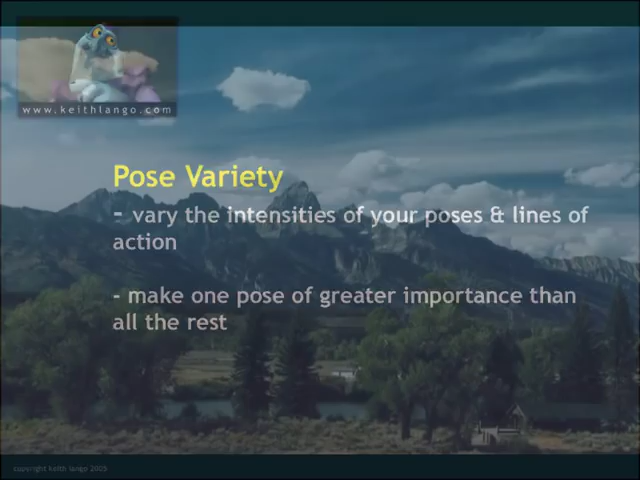 www.keithlango.com
Pose Variety
- vary the intensities of your poses & lines of
action
- make one pose of greater importance than
all the rest
copyright keith lango 2005